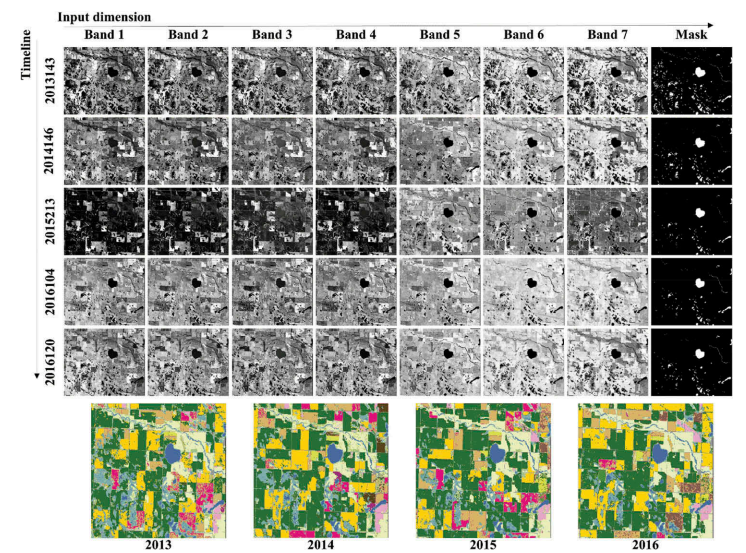 Input dimension
Timeline
Band 1 Band 2 Band 3 Band 4 Band 5 Band 6 Band 7 Mask
2013143
2014146
2015213
2016104
2016120
2013 2014 2015 2016